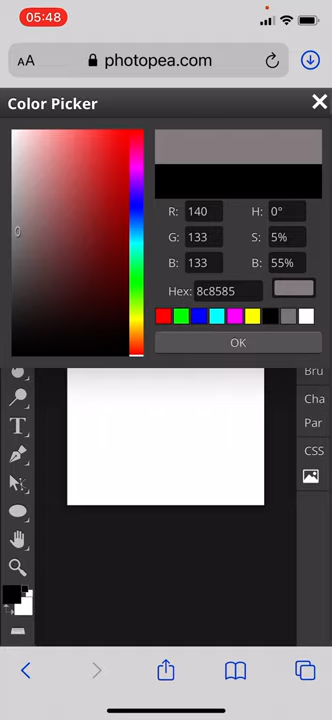 05:48
AA photopea.com
Color Picker
R: 140 H: 0°
G: 133 S: 5%
B: 133 B: 55%
Hex: 8c8585
OK
Bru
Cha
Par
CSS
T